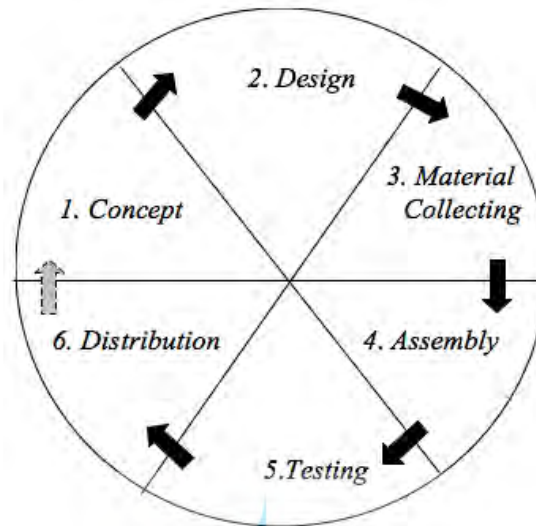 1. Concept
2. Design
3. Material
Collecting
4. Assembly
5.Testing
6. Distribution